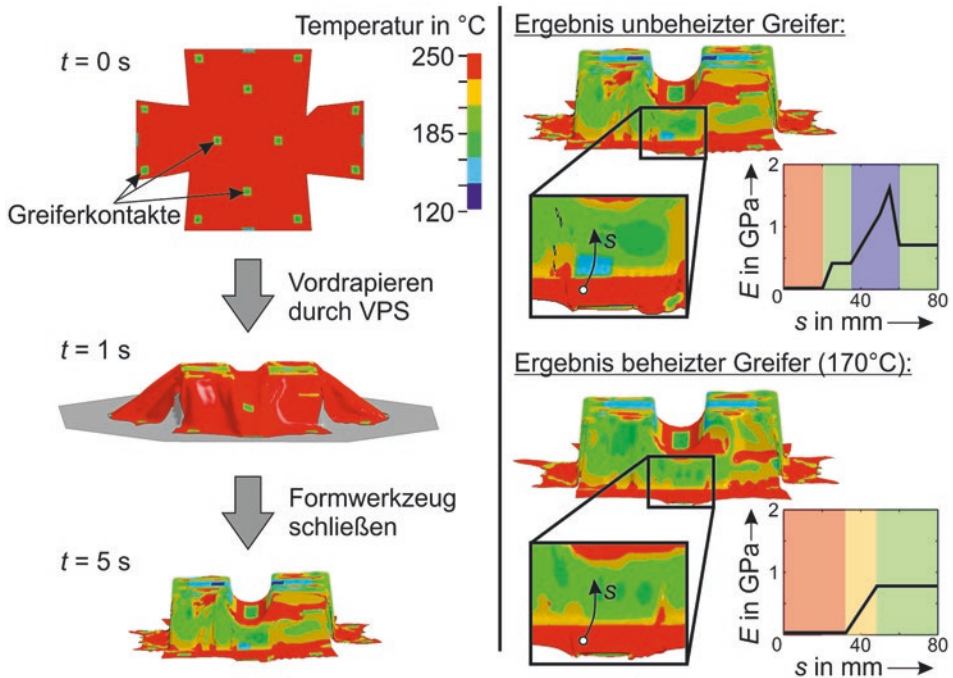 Temperatur in °C
t = 0 s
250
185
120
Greiferkontakte
Vordrapieren
durch VPS
t = 1 s
Formwerkzeug
schließen
t = 5 s
Ergebnis unbeheizter Greifer:
s
2
1
0
E in GPa
0
40
80
s in mm
Ergebnis beheizter Greifer (170°C):
s
2
1
0
E in GPa
0
40
80
s in mm